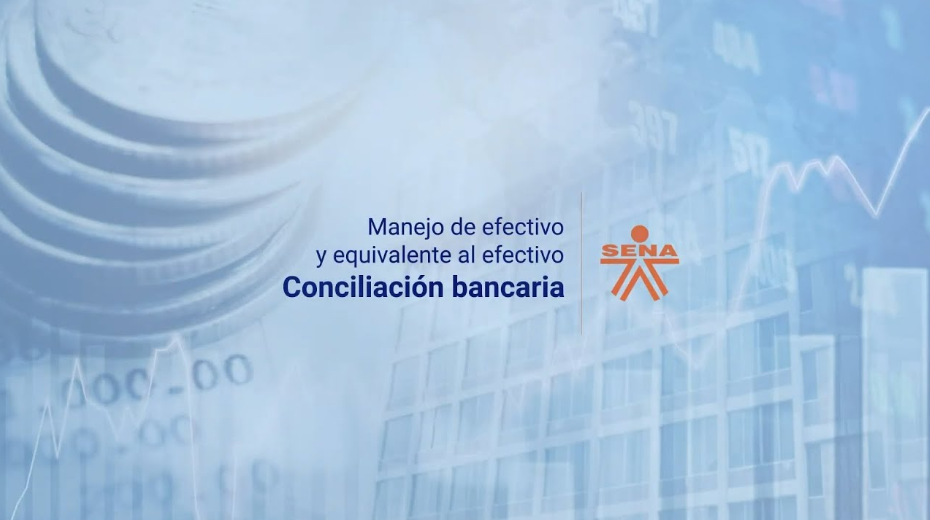 Manejo de efectivo
y equivalente al efectivo
Conciliación bancaria
SENA